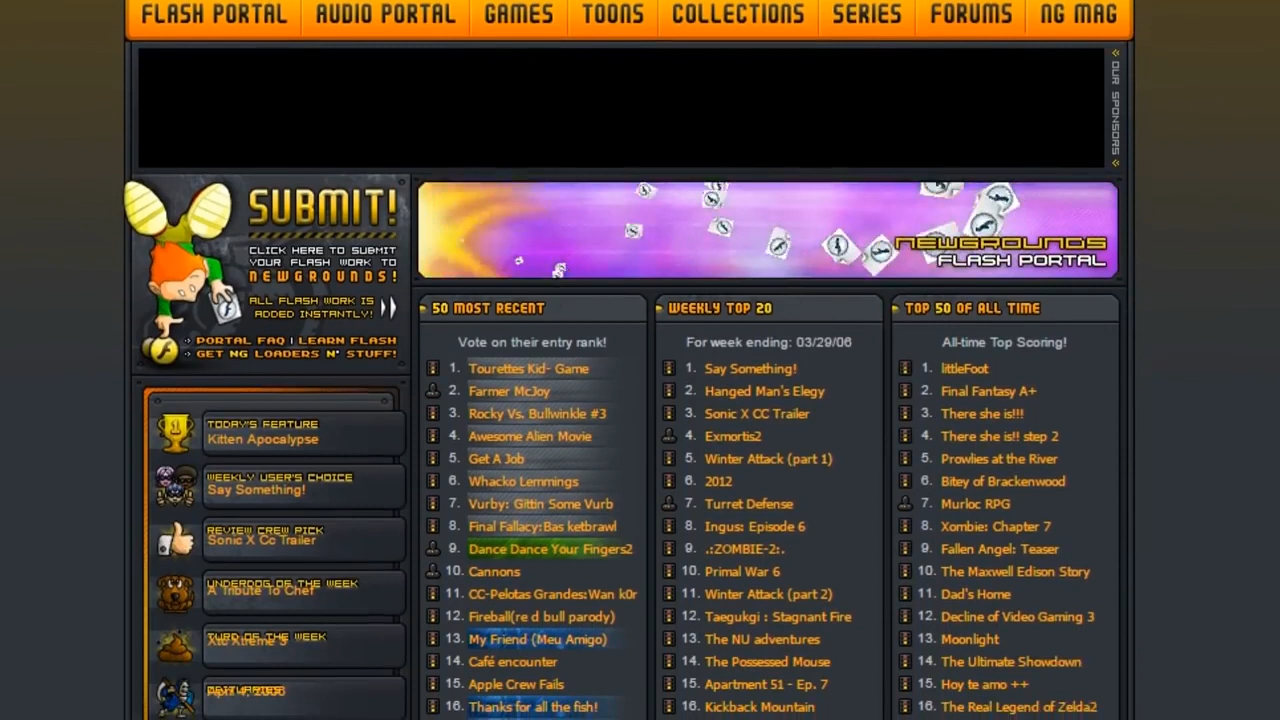 FLASH PORTAL
AUDIO PORTAL
GAMES
TOONS
COLLECTIONS
SERIES
FORUMS
NG MAG
« OUR SPONSORS «
SUBMIT!
CLICK HERE TO SUBMIT
YOUR FLASH WORK TO
NEWGROUNDS!
ALL FLASH WORK IS
ADDED INSTANTLY!
PORTAL FAQ | LEARN FLASH
GET NG LOADERS N' STUFF!
NEWGROUNDS
FLASH PORTAL
TODAY'S FEATURE
Kitten Apocalypse
WEEKLY USER'S CHOICE
Say Something!
REVIEW CREW PICK
Sonic X Cc Trailer
UNDERDOG OF THE WEEK
A Tribute To Chef
TURD OF THE WEEK
50 MOST RECENT
Vote on their entry rank!
1. Tourettes Kid- Game
2. Farmer McJoy
3. Rocky Vs. Bullwinkle #3
4. Awesome Alien Movie
5. Get A Job
6. Whacko Lemmings
7. Vurby: Gittin Some Vurb
8. Final Fallacy:Bas ketbrawl
9. Dance Dance Your Fingers2
10. Cannons
11. CC-Pelotas Grandes:Wan k0r
12. Fireball(re d bull parody)
13. My Friend (Meu Amigo)
14. Café encounter
15. Apple Crew Fails
16. Thanks for all the fish!
WEEKLY TOP 20
For week ending: 03/29/06
1. Say Something!
2. Hanged Man's Elegy
3. Sonic X CC Trailer
4. Exmortis2
5. Winter Attack (part 1)
6. 2012
7. Turret Defense
8. Ingus: Episode 6
9. .:ZOMBIE-2:.
10. Primal War 6
11. Winter Attack (part 2)
12. Taegukgi : Stagnant Fire
13. The NU adventures
14. The Possessed Mouse
15. Apartment 51 - Ep. 7
16. Kickback Mountain
TOP 50 OF ALL TIME
All-time Top Scoring!
1. littleFoot
2. Final Fantasy A+
3. There she is!!!
4. There she is!! step 2
5. Prowlies at the River
6. Bitey of Brackenwood
7. Murloc RPG
8. Xombie: Chapter 7
9. Fallen Angel: Teaser
10. The Maxwell Edison Story
11. Dad's Home
12. Decline of Video Gaming 3
13. Moonlight
14. The Ultimate Showdown
15. Hoy te amo ++
16. The Real Legend of Zelda2